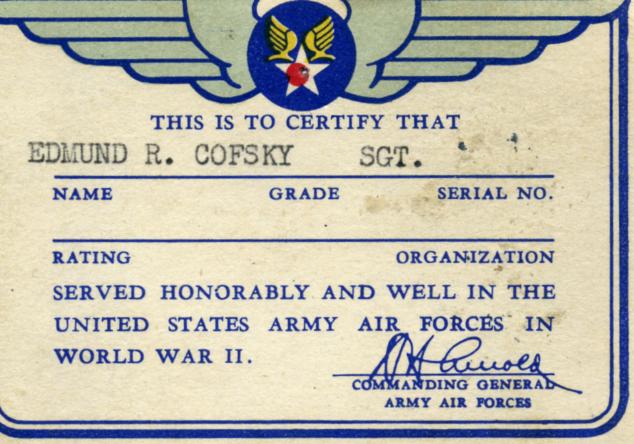 THIS IS TO CERTIFY THAT
EDMUND R. COFSKY SGT.
NAME GRADE SERIAL NO.
RATING ORGANIZATION
SERVED HONORABLY AND WELL IN THE
UNITED STATES ARMY AIR FORCES IN
WORLD WAR II.
H H Arnold
COMMANDING GENERAL
ARMY AIR FORCES